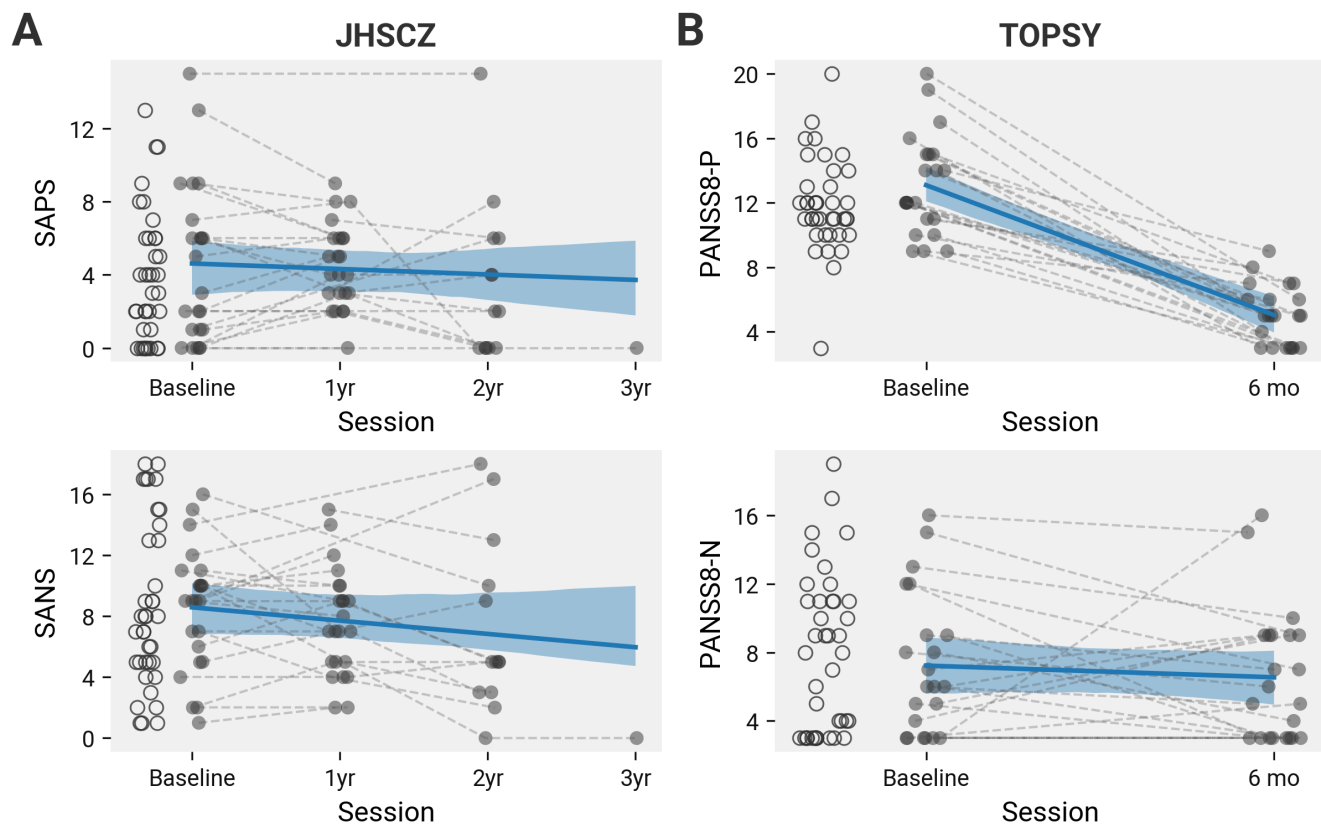 A
JHSCZ
SAPS
12
8
4
0
Baseline 1yr 2yr 3yr
Session
SANS
16
12
8
4
0
Baseline 1yr 2yr 3yr
Session
B
TOPSY
PANSS8-P
20
16
12
8
4
Baseline 6 mo
Session
PANSS8-N
16
12
8
4
Baseline 6 mo
Session